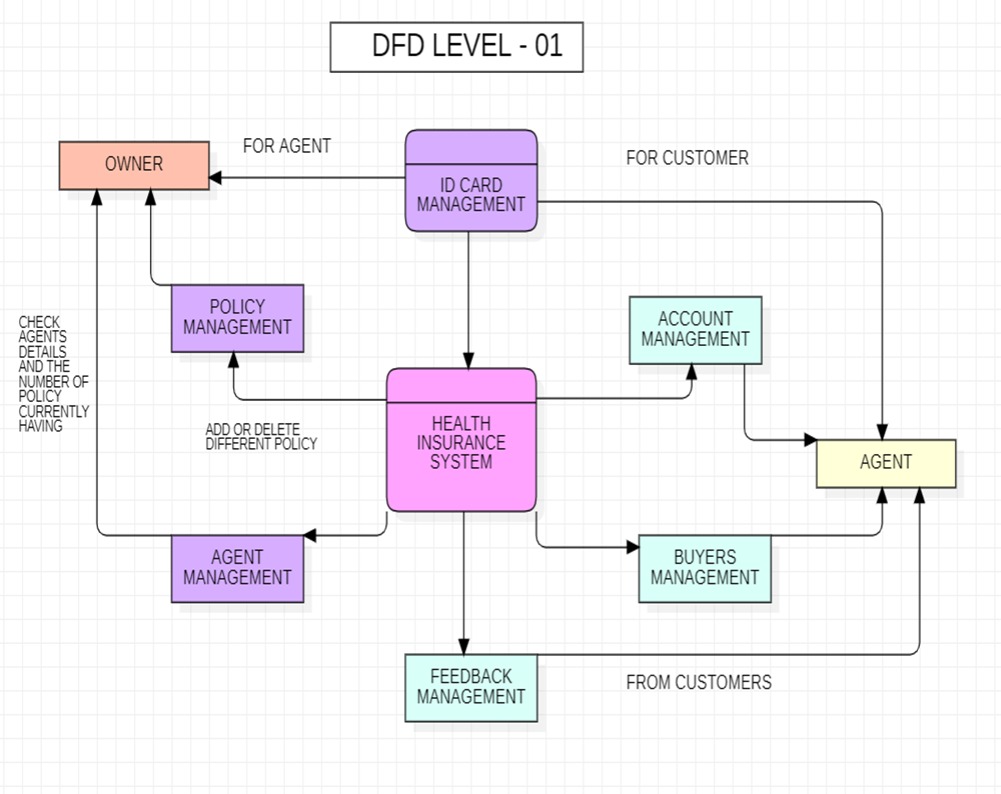 DFD LEVEL - 01
OWNER
FOR AGENT
ID CARD
MANAGEMENT
FOR CUSTOMER
POLICY
MANAGEMENT
ACCOUNT
MANAGEMENT
CHECK
AGENTS
DETAILS
AND THE
NUMBER OF
POLICY
CURRENTLY
HAVING
ADD OR DELETE
DIFFERENT POLICY
HEALTH
INSURANCE
SYSTEM
AGENT
AGENT
MANAGEMENT
BUYERS
MANAGEMENT
FEEDBACK
MANAGEMENT
FROM CUSTOMERS